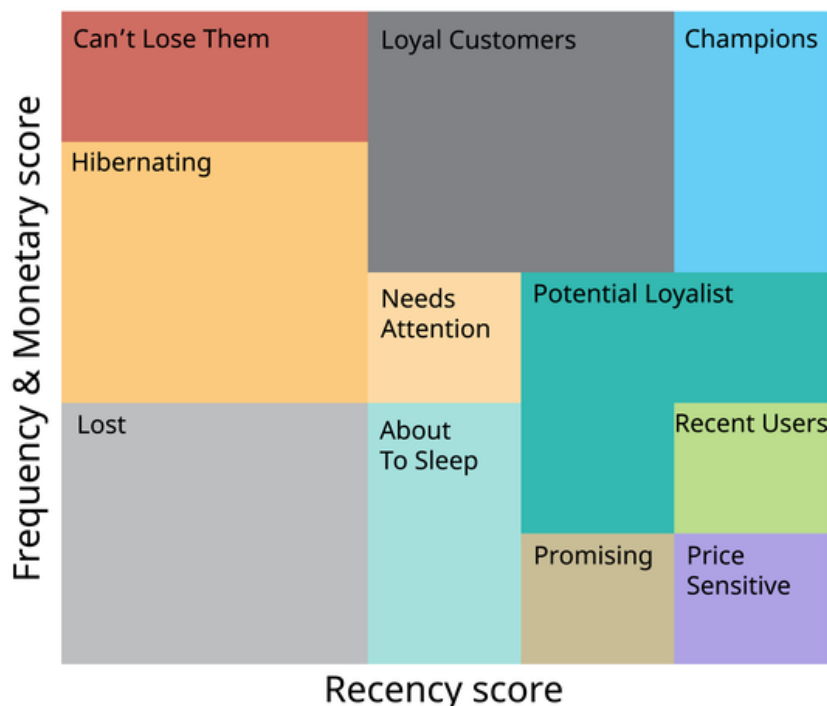 Can't Lose Them
Loyal Customers
Champions
Hibernating
Needs
Attention
Potential Loyalist
Lost
About
To Sleep
Recent Users
Promising
Price
Sensitive
Frequency & Monetary score
Recency score